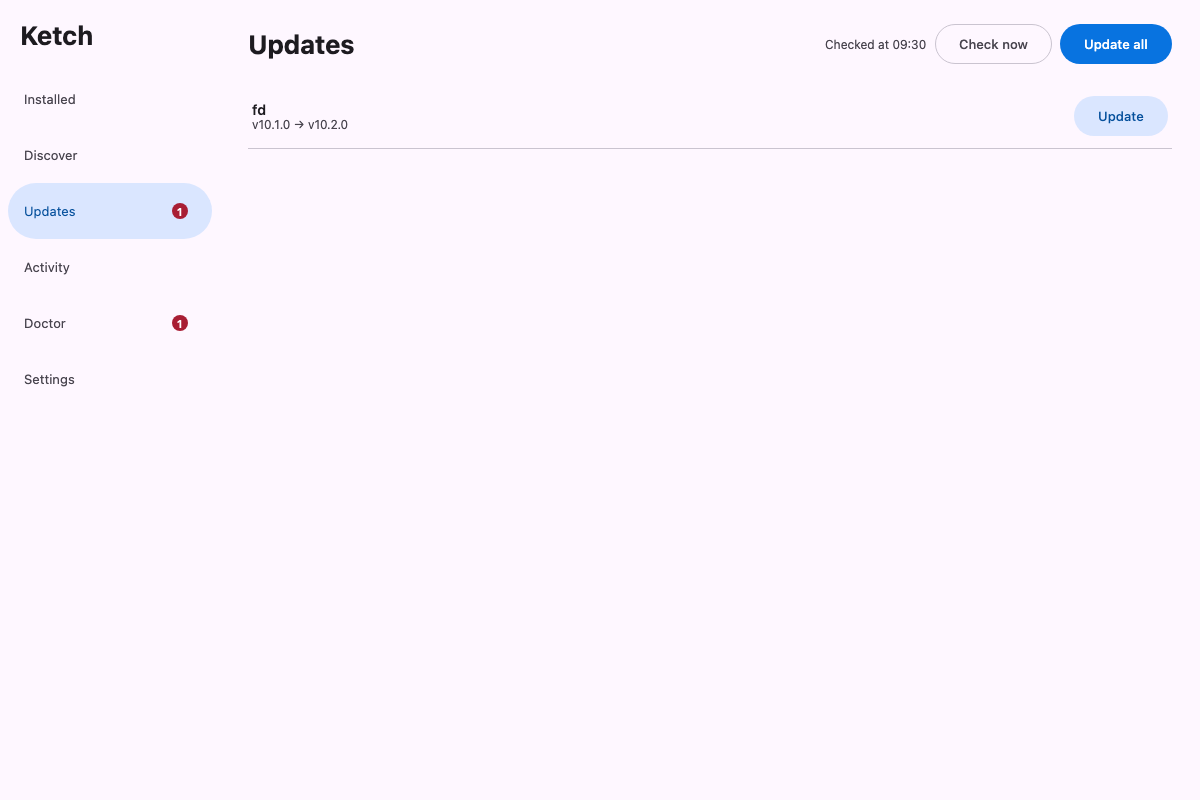 Ketch
Installed
Discover
Updates 1
Activity
Doctor 1
Settings
Updates
Checked at 09:30
Check now
Update all
fd
v10.1.0 → v10.2.0
Update